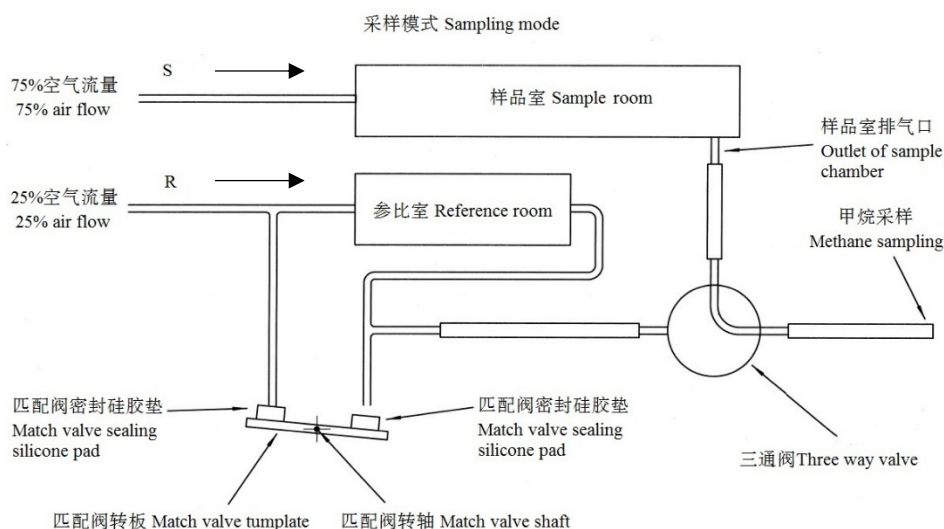 采样模式 Sampling mode
S
75%空气流量
75% air flow
样品室 Sample room
样品室排气口
Outlet of sample
chamber
R
25%空气流量
25% air flow
参比室 Reference room
甲烷采样
Methane sampling
匹配阀密封硅胶垫
Match valve sealing
silicone pad
匹配阀密封硅胶垫
Match valve sealing
silicone pad
三通阀Three way valve
匹配阀转板 Match valve tumplate
匹配阀转轴 Match valve shaft